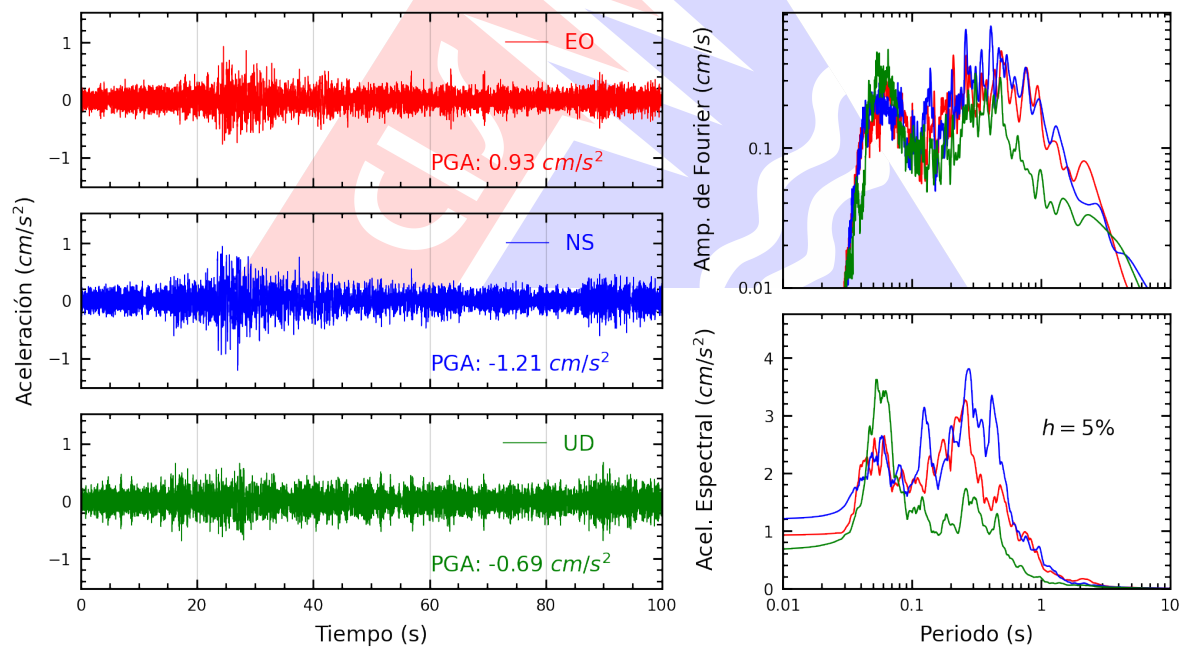 Aceleración (cm/s²)
1
0
−1
EO
PGA: 0.93 cm/s²
1
0
−1
NS
PGA: -1.21 cm/s²
1
0
−1
UD
PGA: -0.69 cm/s²
0 20 40 60 80 100
Tiempo (s)
Amp. de Fourier (cm/s)
0.1
0.01
Acel. Espectral (cm/s²)
4
3
2
1
0
h = 5%
0.01 0.1 1 10
Periodo (s)